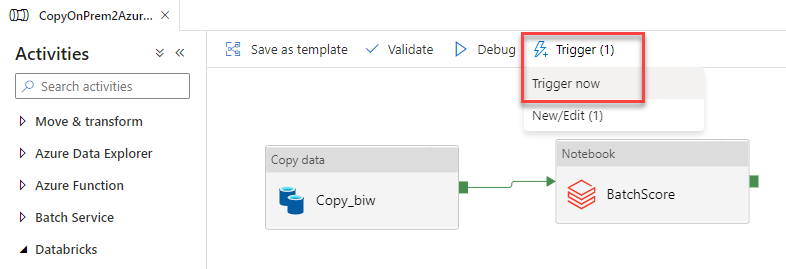 CopyOnPrem2Azur...
Activities
Search activities
Move & transform
Azure Data Explorer
Azure Function
Batch Service
Databricks
Save as template
Validate
Debug
Trigger (1)
Trigger now
New/Edit (1)
Copy data
Copy_biw
Notebook
BatchScore